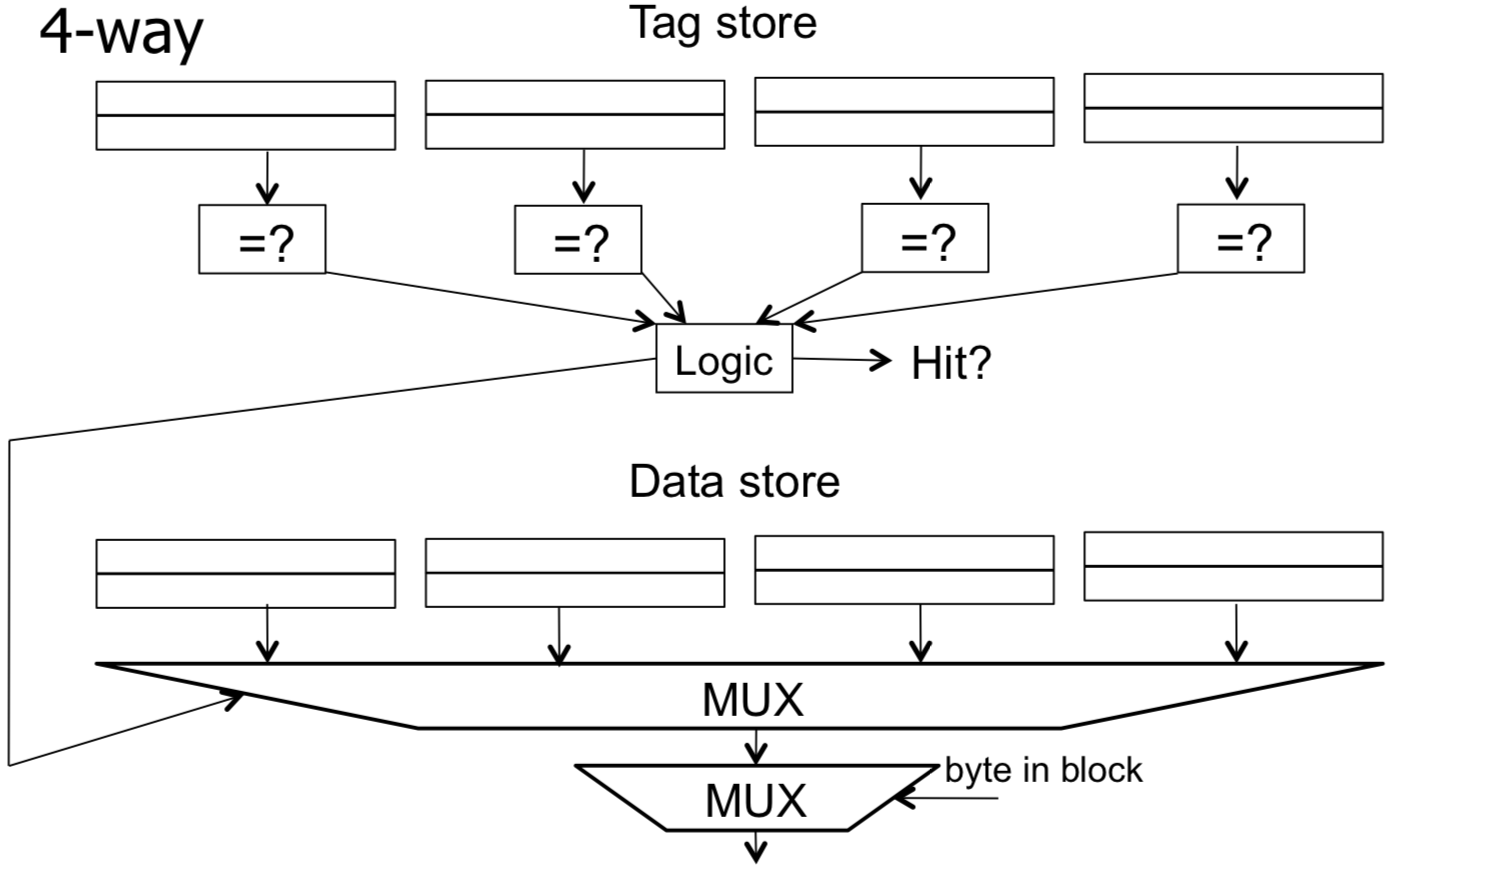 4-way
Tag store
=?
=?
=?
=?
Logic
Hit?
Data store
MUX
byte in block
MUX